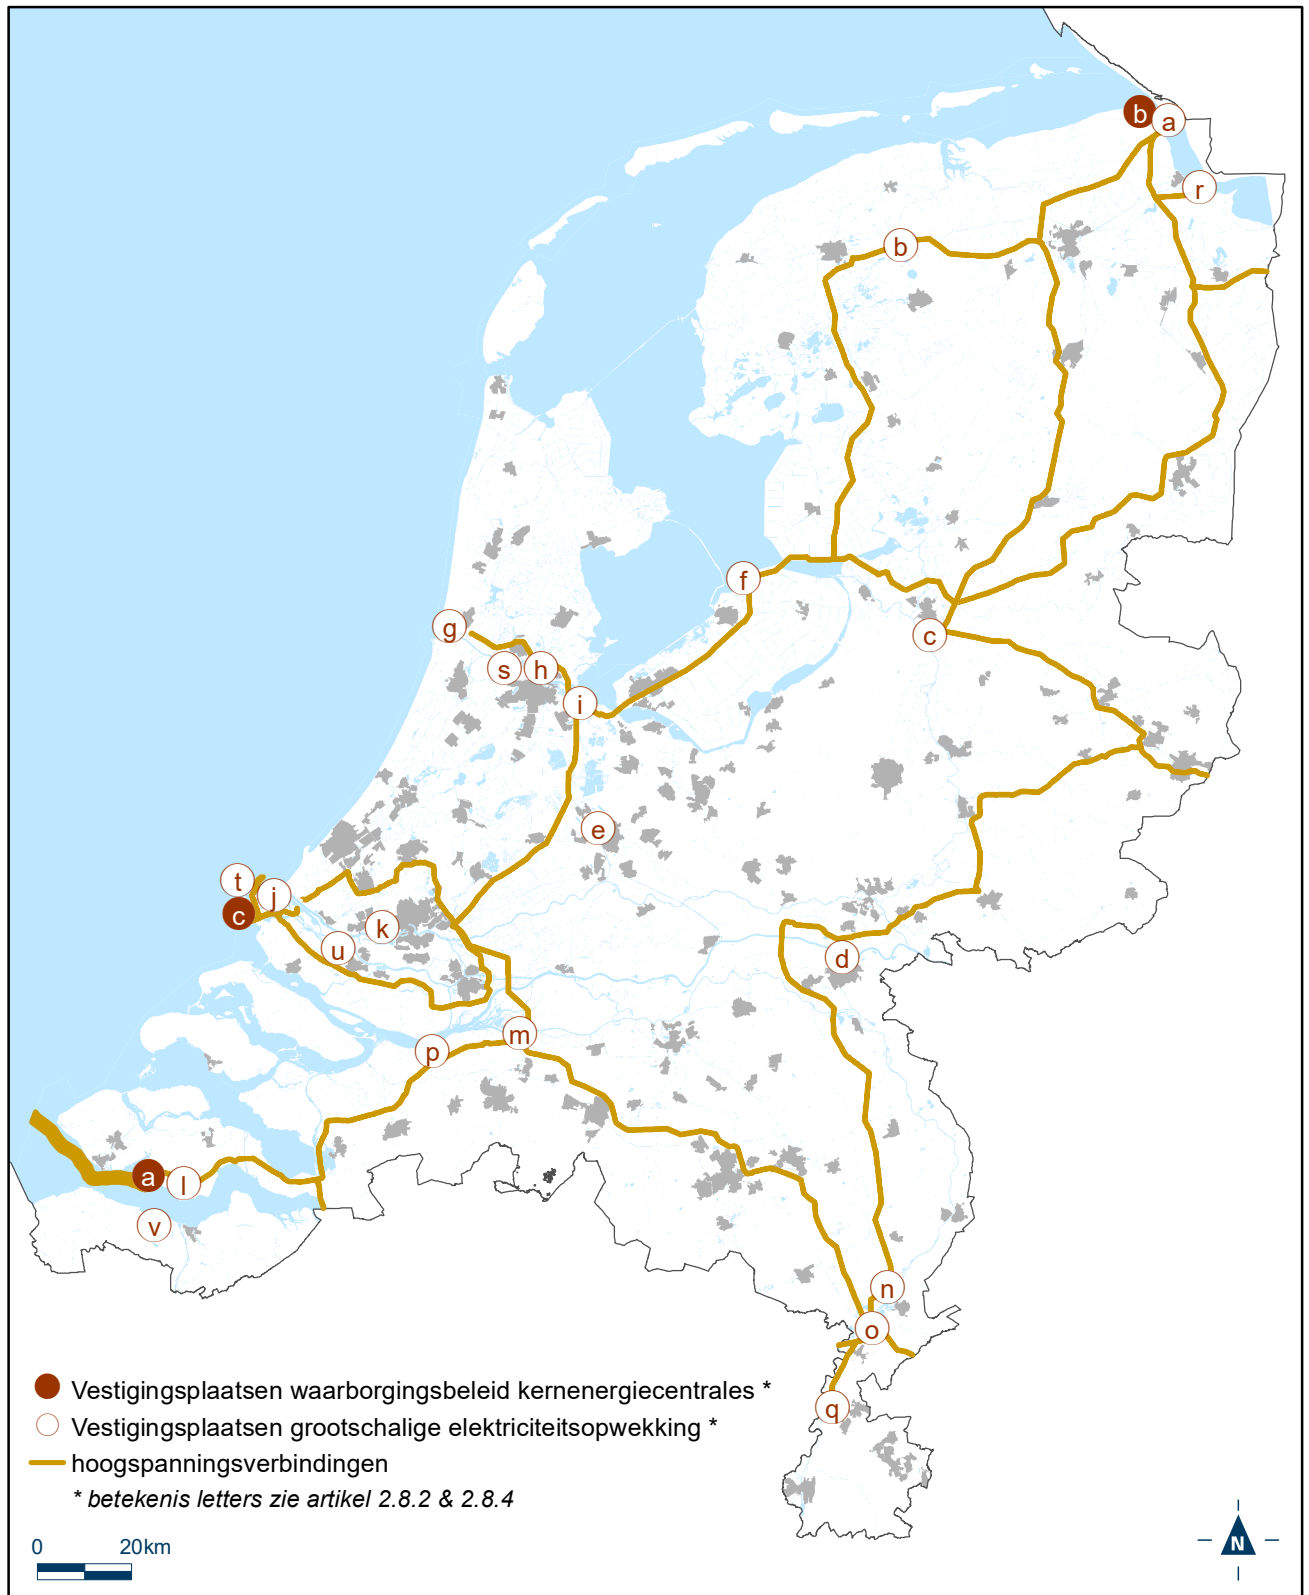 b
a
r
b
f
g
c
s
h
i
e
t
j
c
k
u
d
m
p
a
l
v
n
o
q
Vestigingsplaatsen waarborgingsbeleid kernenergiecentrales *
Vestigingsplaatsen grootschalige elektriciteitsopwekking *
hoogspanningsverbindingen
* betekenis letters zie artikel 2.8.2 & 2.8.4
0 20km
N